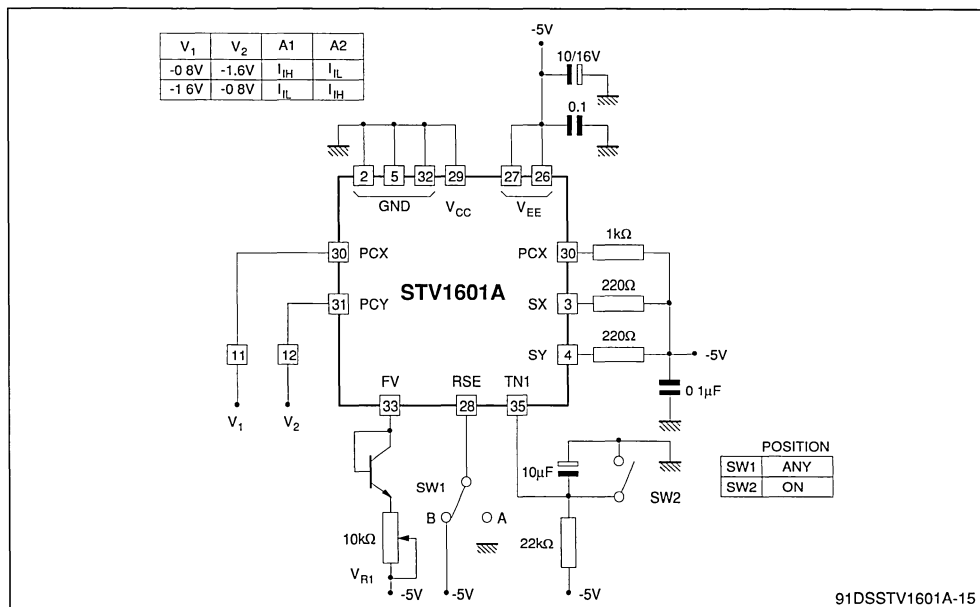 -5V
V1 V2 A1 A2
-0 8V -1.6V IIH IIL
-1 6V -0 8V IIL IIH
10/16V
0.1
2 5 32 29 27 26
GND VCC VEE
1kΩ
30 PCX PCX 30
STV1601A
220Ω
31 PCY SX 3
220Ω
11 12 SY 4 -5V
FV RSE TN1
0 1µF
33 28 35
V1 V2
POSITION
10µF
SW1 ANY
SW1 SW2
SW2 ON
B A
10kΩ 22kΩ
VR1
-5V -5V -5V
91DSSTV1601A-15